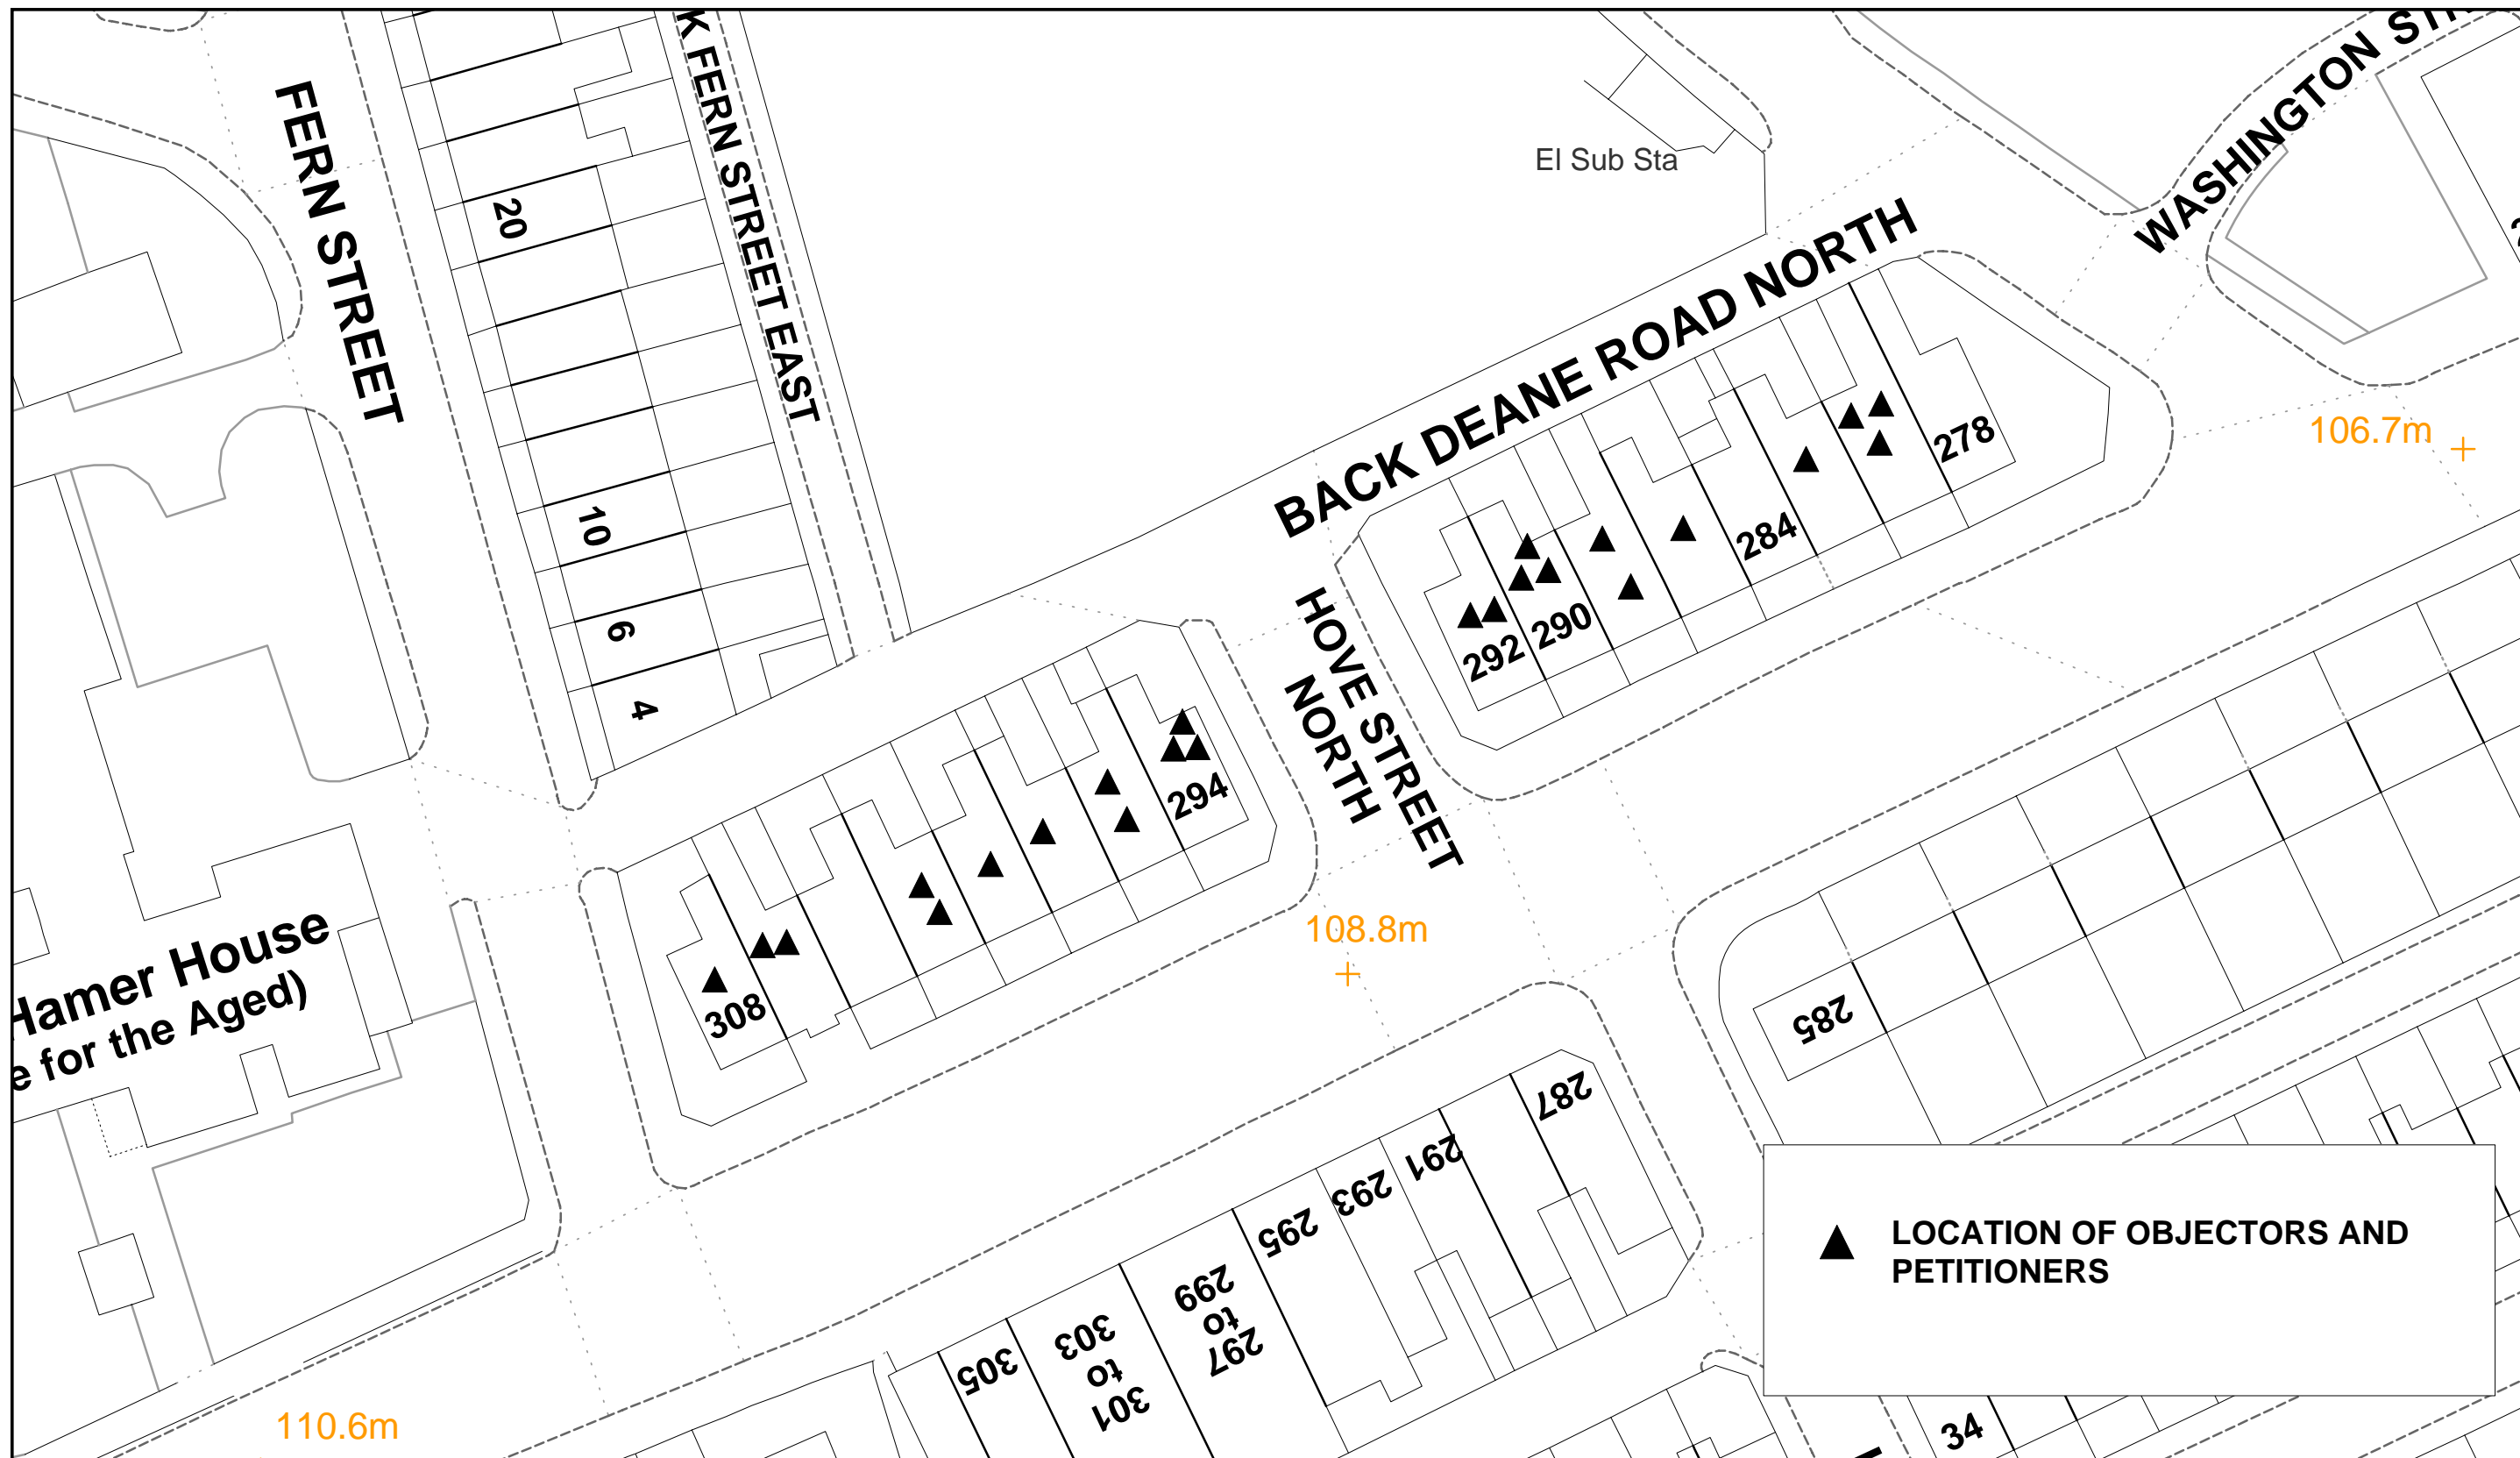 FERN STREET
K FERN STREET EAST
El Sub Sta
WASHINGTON
BACK DEANE ROAD NORTH
106.7m
20
10
6
4
278
284
290
292
HOVE STREET
NORTH
294
308
108.8m
Hamer House
e for the Aged)
285
287
291
293
295
299
to
297
303
to
301
305
110.6m
34
LOCATION OF OBJECTORS AND
PETITIONERS